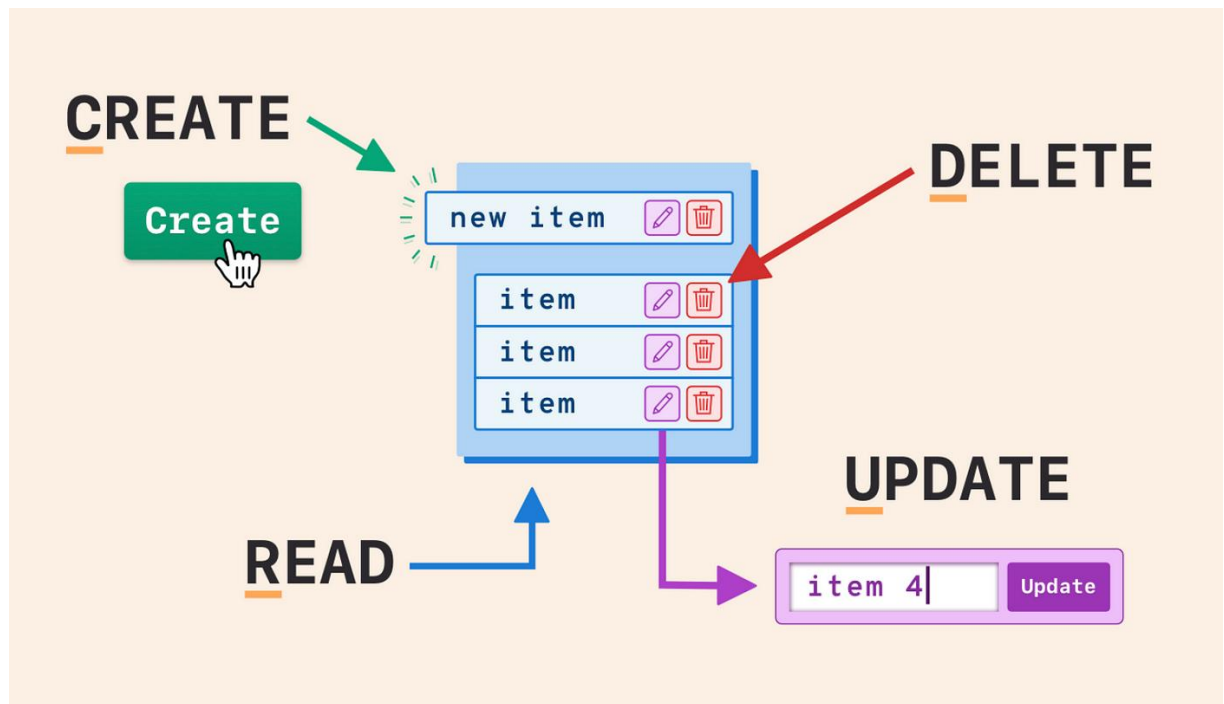 CREATE
Create
DELETE
new item
item
item
item
READ
UPDATE
item 4
Update